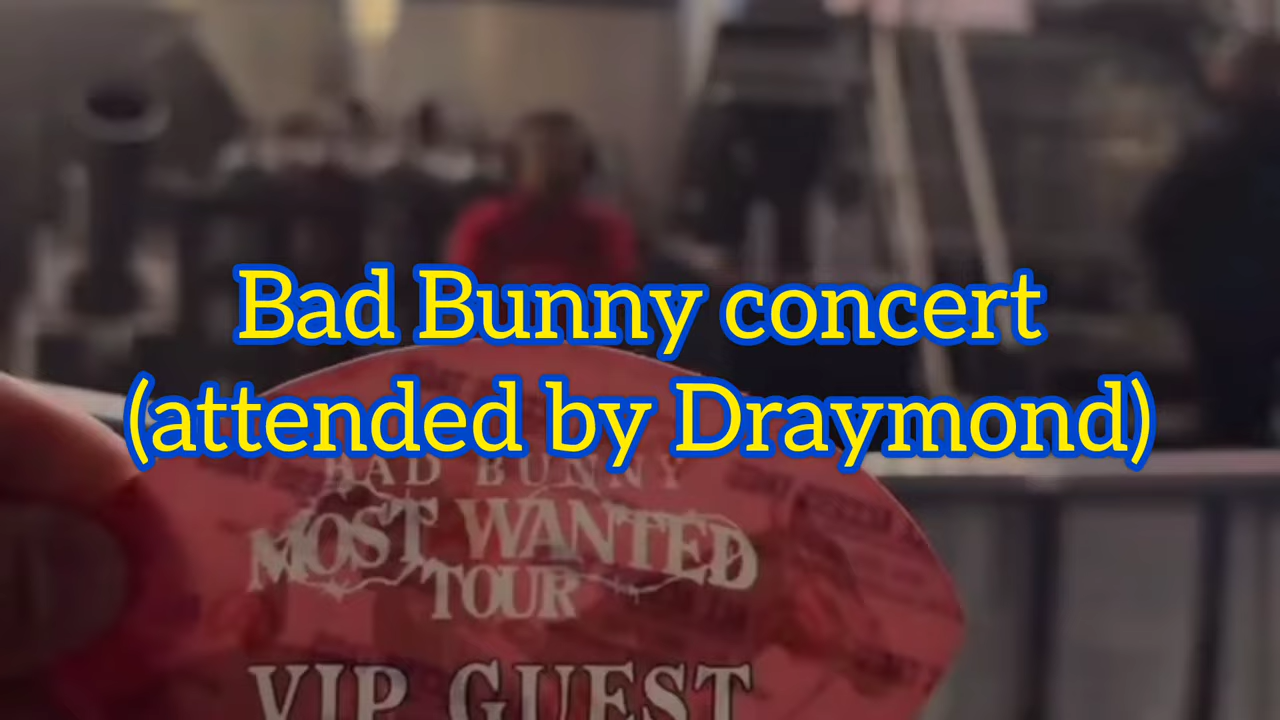 Bad Bunny concert
(attended by Draymond)
BAD BUNNY
MOST WANTED
TOUR
VIP GUEST